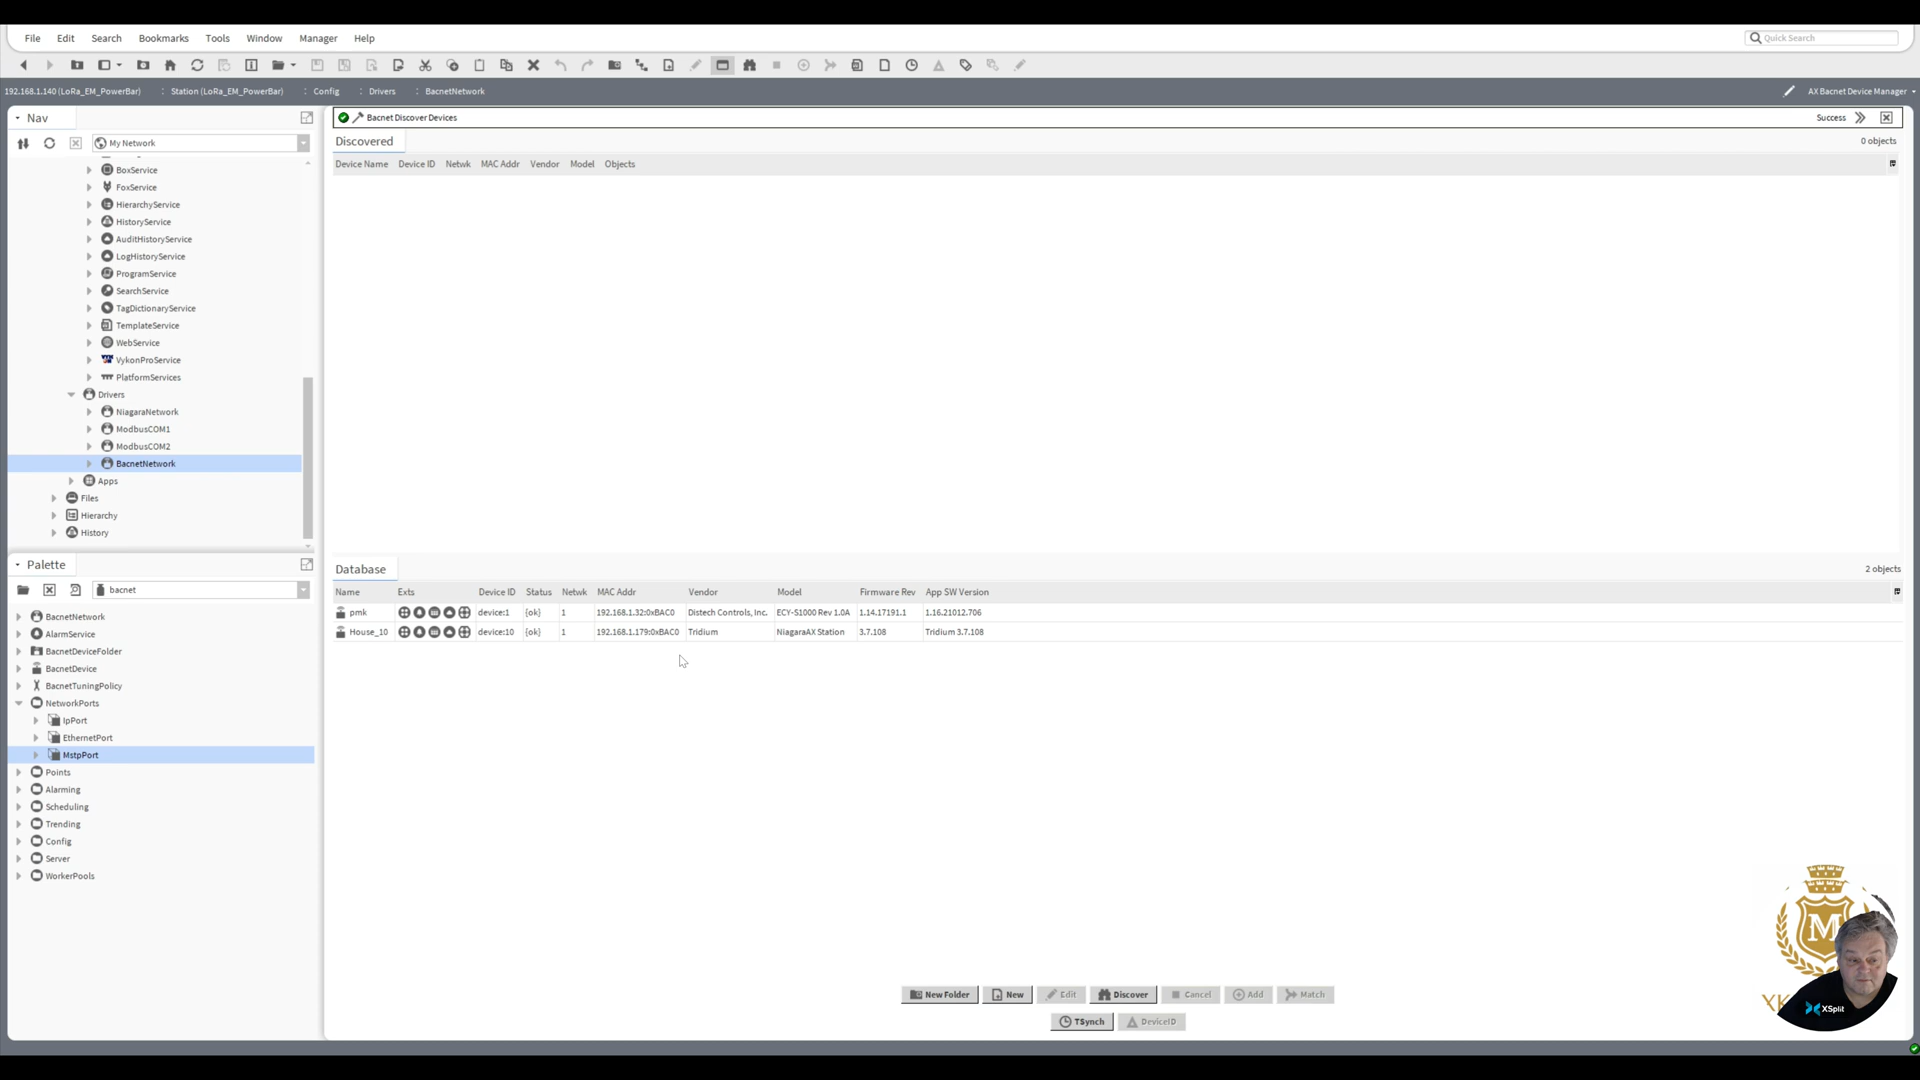 File Edit Search Bookmarks Tools Window Manager Help
Quick Search
192.168.1.140 (LoRa_EM_PowerBar) : Station (LoRa_EM_PowerBar) : Config : Drivers : BacnetNetwork
AX Bacnet Device Manager
Nav
My Network
BoxService
FoxService
HierarchyService
HistoryService
AuditHistoryService
LogHistoryService
ProgramService
SearchService
TagDictionaryService
TemplateService
WebService
VykonProService
PlatformServices
Drivers
NiagaraNetwork
ModbusCOM1
ModbusCOM2
BacnetNetwork
Apps
Files
Hierarchy
History
Palette
bacnet
BacnetNetwork
AlarmService
BacnetDeviceFolder
BacnetDevice
BacnetTuningPolicy
NetworkPorts
IpPort
EthernetPort
MstpPort
Points
Alarming
Scheduling
Trending
Config
Server
WorkerPools
Bacnet Discover Devices
Success
Discovered
0 objects
Device Name Device ID Netwk MAC Addr Vendor Model Objects
Database
2 objects
Name Exts Device ID Status Netwk MAC Addr Vendor Model Firmware Rev App SW Version
pmk device:1 {ok} 1 192.168.1.32:0xBAC0 Distech Controls, Inc. ECY-S1000 Rev 1.0A 1.14.17191.1 1.16.21012.706
House_10 device:10 {ok} 1 192.168.1.179:0xBAC0 Tridium NiagaraAX Station 3.7.108 Tridium 3.7.108
New Folder New Edit Discover Cancel Add Match
TSynch DeviceID
M
XSplit